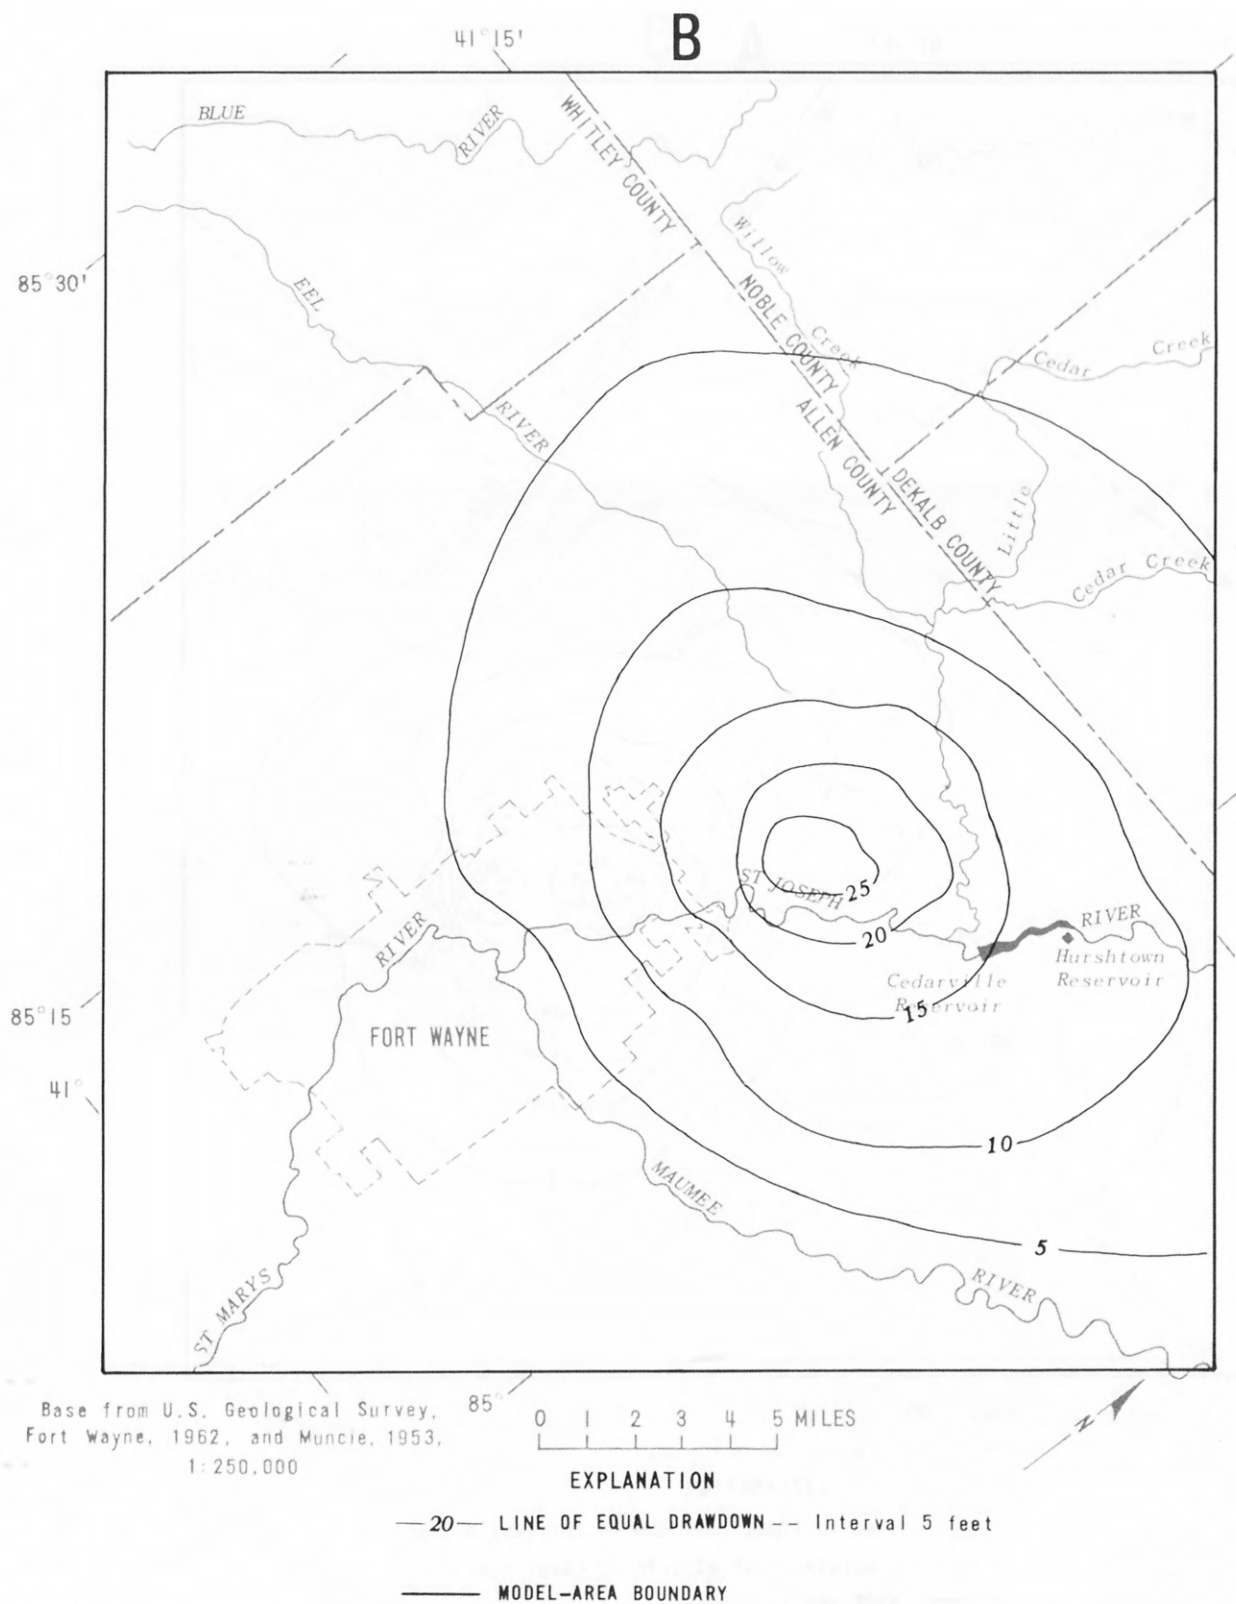 B
41°15'
BLUE
RIVER
WHITLEY COUNTY
Willow
Creek
85°30'
EEL
RIVER
NOBLE COUNTY
Cedar Creek
ALLEN COUNTY
DEKALB COUNTY
Little
Cedar Creek
ST JOSEPH
RIVER
25
20
15
10
5
Hurshtown
Reservoir
Cedarville
Reservoir
85°15
RIVER
FORT WAYNE
41°
MAUMEE
RIVER
ST MARYS
85°
N
Base from U.S. Geological Survey,
Fort Wayne, 1962, and Muncie, 1953,
1:250,000
0 1 2 3 4 5 MILES
EXPLANATION
—20— LINE OF EQUAL DRAWDOWN -- Interval 5 feet
MODEL-AREA BOUNDARY